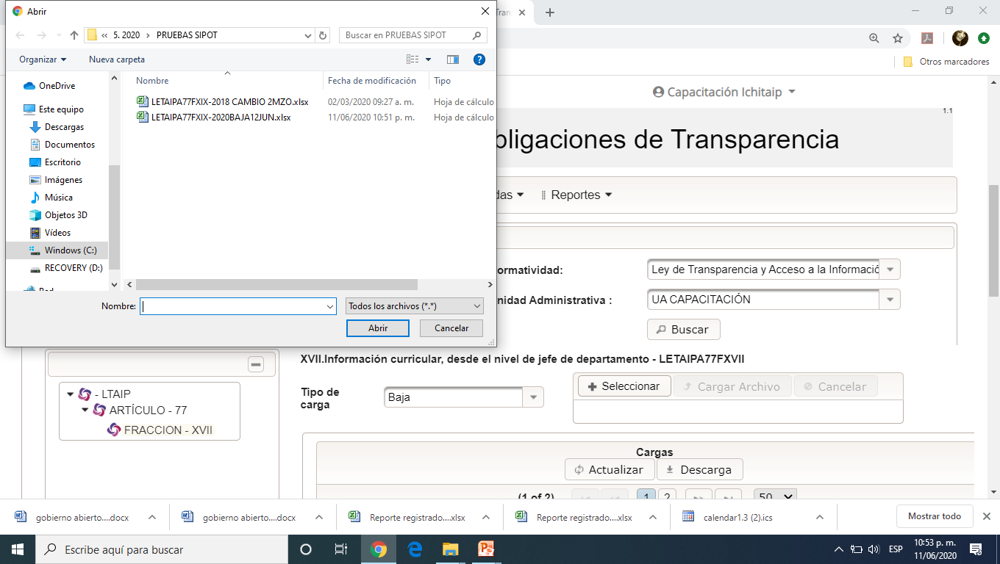 Abrir
« 5. 2020 › PRUEBAS SIPOT
Buscar en PRUEBAS SIPOT
Organizar
Nueva carpeta
OneDrive
Este equipo
Descargas
Documentos
Escritorio
Imágenes
Música
Objetos 3D
Vídeos
Windows (C:)
RECOVERY (D:)
Red
Nombre
Fecha de modificación
Tipo
LETAIPA77FXIX-2018 CAMBIO 2MZO.xlsx
02/03/2020 09:27 a. m.
Hoja de cálculo
LETAIPA77FXIX-2020BAJA12JUN.xlsx
11/06/2020 10:51 p. m.
Hoja de cálculo
Nombre:
Todos los archivos (*.*)
Abrir
Cancelar
Tran
Otros marcadores
Capacitación Ichitaip
1.1
bligaciones de Transparencia
das
Reportes
ormatividad:
Ley de Transparencia y Acceso a la Informació
nidad Administrativa :
UA CAPACITACIÓN
Buscar
- LTAIP
ARTÍCULO - 77
FRACCION - XVII
XVII.Información curricular, desde el nivel de jefe de departamento - LETAIPA77FXVII
Tipo de
carga
Baja
Seleccionar
Cargar Archivo
Cancelar
Cargas
Actualizar
Descarga
(1 of 2)
1
2
50
gobierno abierto....docx
gobierno abierto....docx
Reporte registrado....xlsx
Reporte registrado....xlsx
calendar1.3 (2).ics
Mostrar todo
Escribe aquí para buscar
ESP
10:53 p. m.
11/06/2020